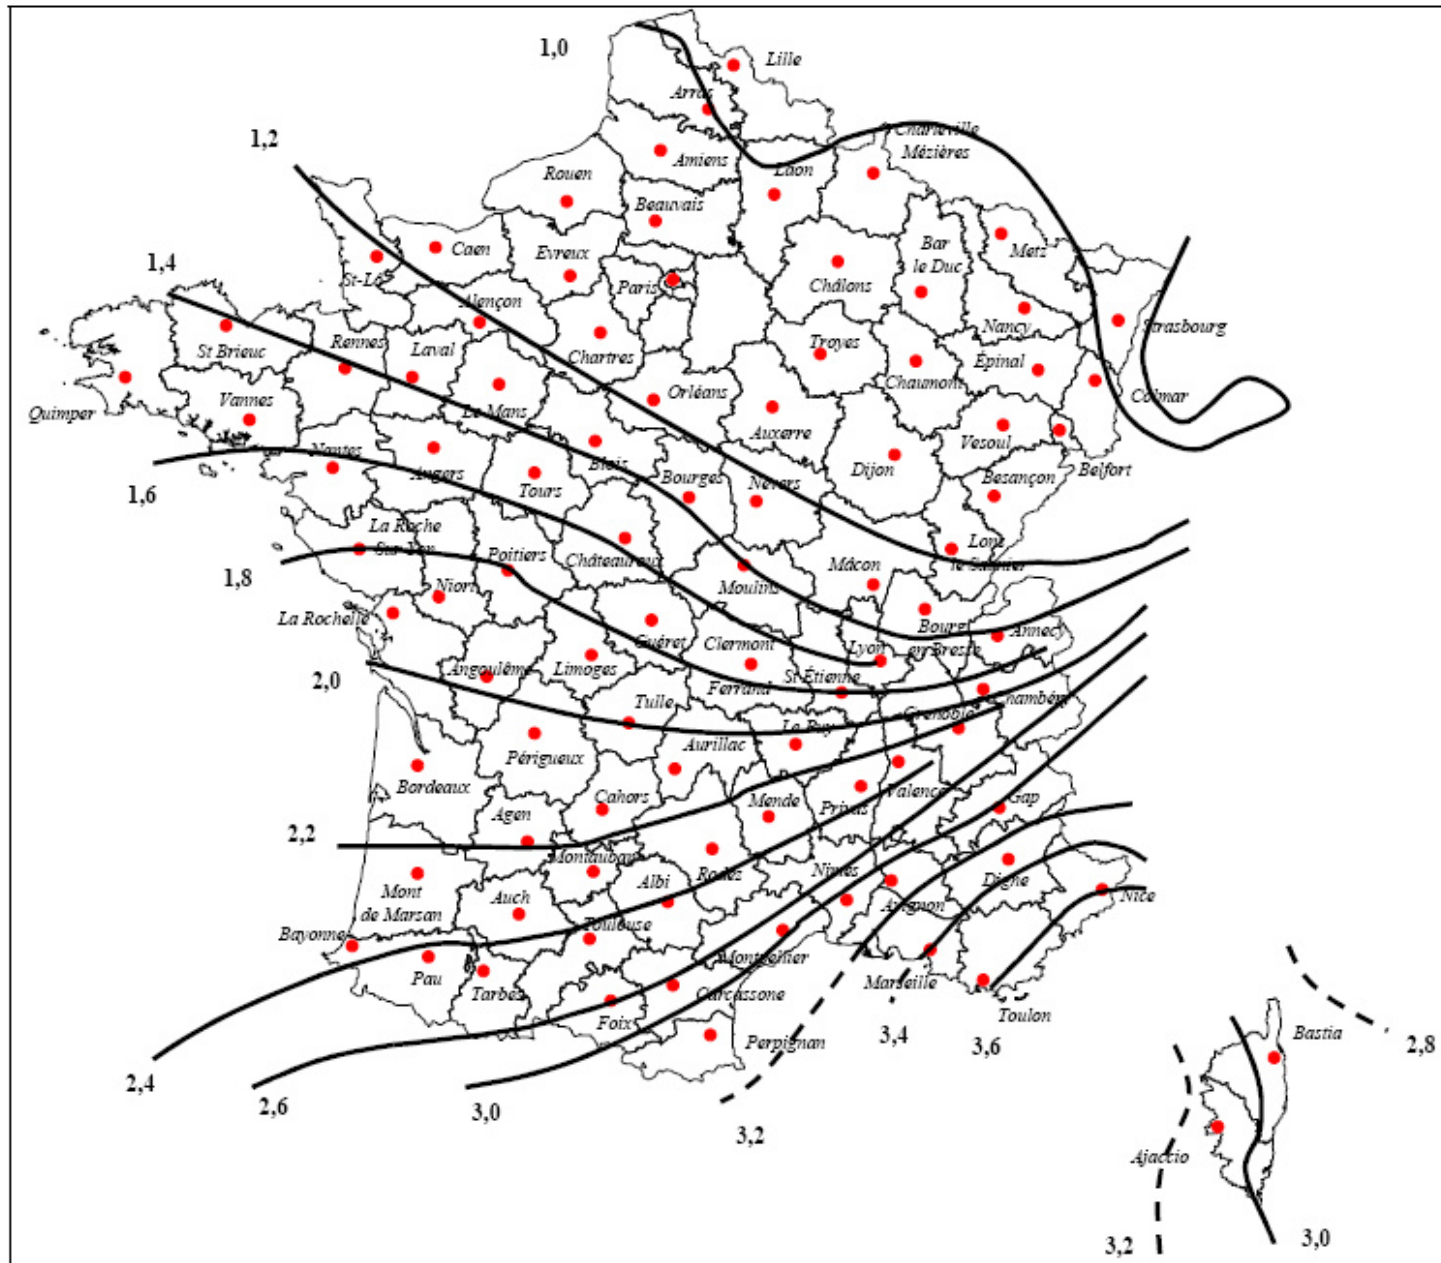 1,0
Lille
Arras
1,2
Charleville
Mézières
Amiens
Laon
Rouen
Beauvais
Caen
Evreux
Bar
le Duc
Metz
1,4
St-Lô
Paris
Châlons
Alençon
Nancy
Strasbourg
St Brieuc
Rennes
Laval
Chartres
Troyes
Chaumont
Épinal
Quimper
Vannes
Le Mans
Orléans
Colmar
Auxerre
Vesoul
Nantes
Angers
Blois
Dijon
Belfort
1,6
Tours
Bourges
Nevers
Besançon
La Roche
Sur Yon
Poitiers
Châteauroux
Moulins
Mâcon
Lons
le Saunier
1,8
Niort
La Rochelle
Guéret
Clermont
Ferrand
Lyon
Bourg
en Bresse
Annecy
2,0
Angoulême
Limoges
St Étienne
Chambéry
Tulle
Le Puy
Grenoble
Périgueux
Aurillac
Bordeaux
Cahors
Mende
Privas
Valence
Gap
2,2
Agen
Montauban
Rodez
Nimes
Digne
Mont
de Marsan
Auch
Albi
Avignon
Nice
Bayonne
Toulouse
Montpellier
Pau
Tarbes
Foix
Carcassone
Marseille
Toulon
Perpignan
3,4
3,6
Bastia
2,8
2,4
2,6
3,0
3,2
Ajaccio
3,2
3,0